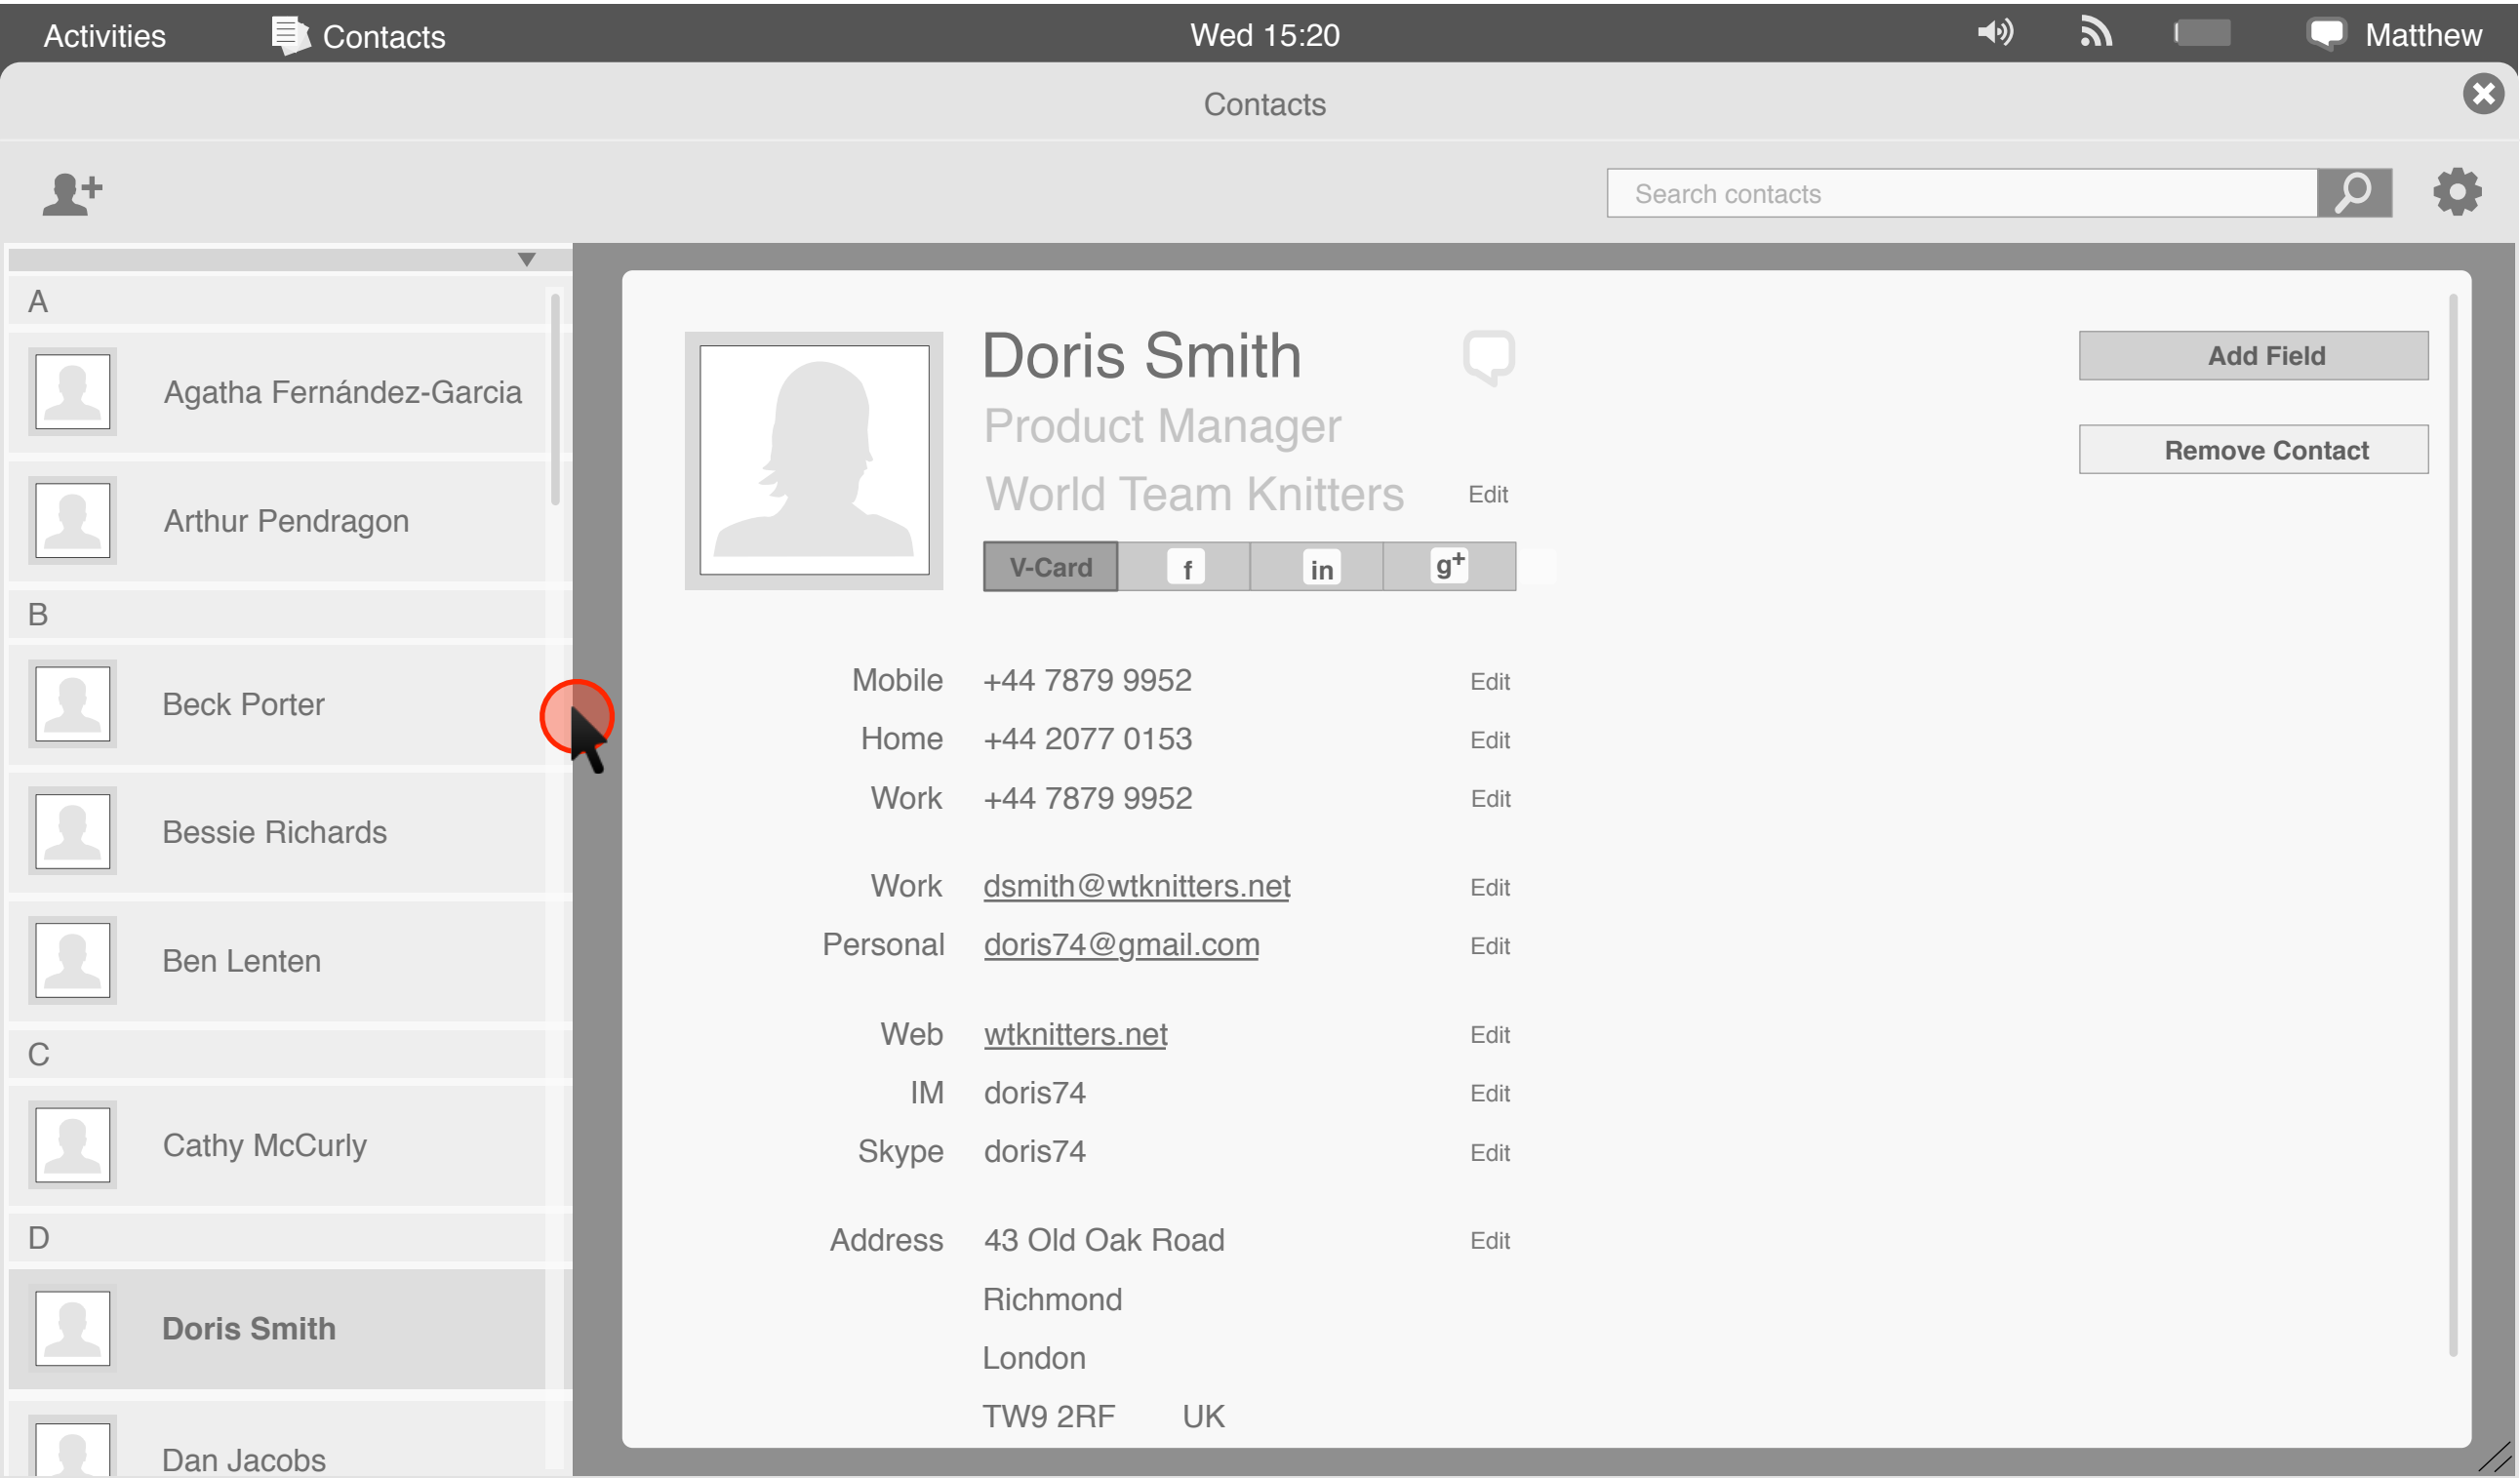 Activities Contacts Wed 15:20 Matthew
Contacts
Search contacts
A
Agatha Fernández-Garcia
Arthur Pendragon
B
Beck Porter
Bessie Richards
Ben Lenten
C
Cathy McCurly
D
Doris Smith
Dan Jacobs
Doris Smith
Product Manager
World Team Knitters Edit
V-Card f in g+
Add Field
Remove Contact
Mobile +44 7879 9952 Edit
Home +44 2077 0153 Edit
Work +44 7879 9952 Edit
Work dsmith@wtknitters.net Edit
Personal doris74@gmail.com Edit
Web wtknitters.net Edit
IM doris74 Edit
Skype doris74 Edit
Address 43 Old Oak Road Edit
Richmond
London
TW9 2RF UK